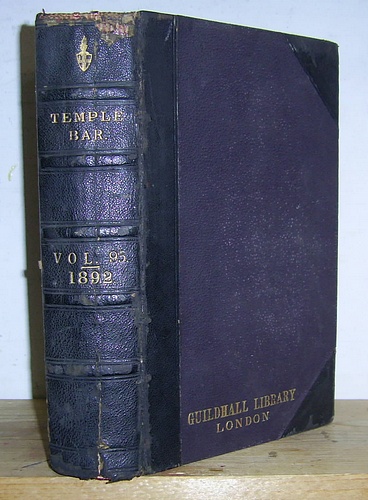 TEMPLE
BAR
VOL. 95
1892
GUILDHALL LIBRARY
LONDON